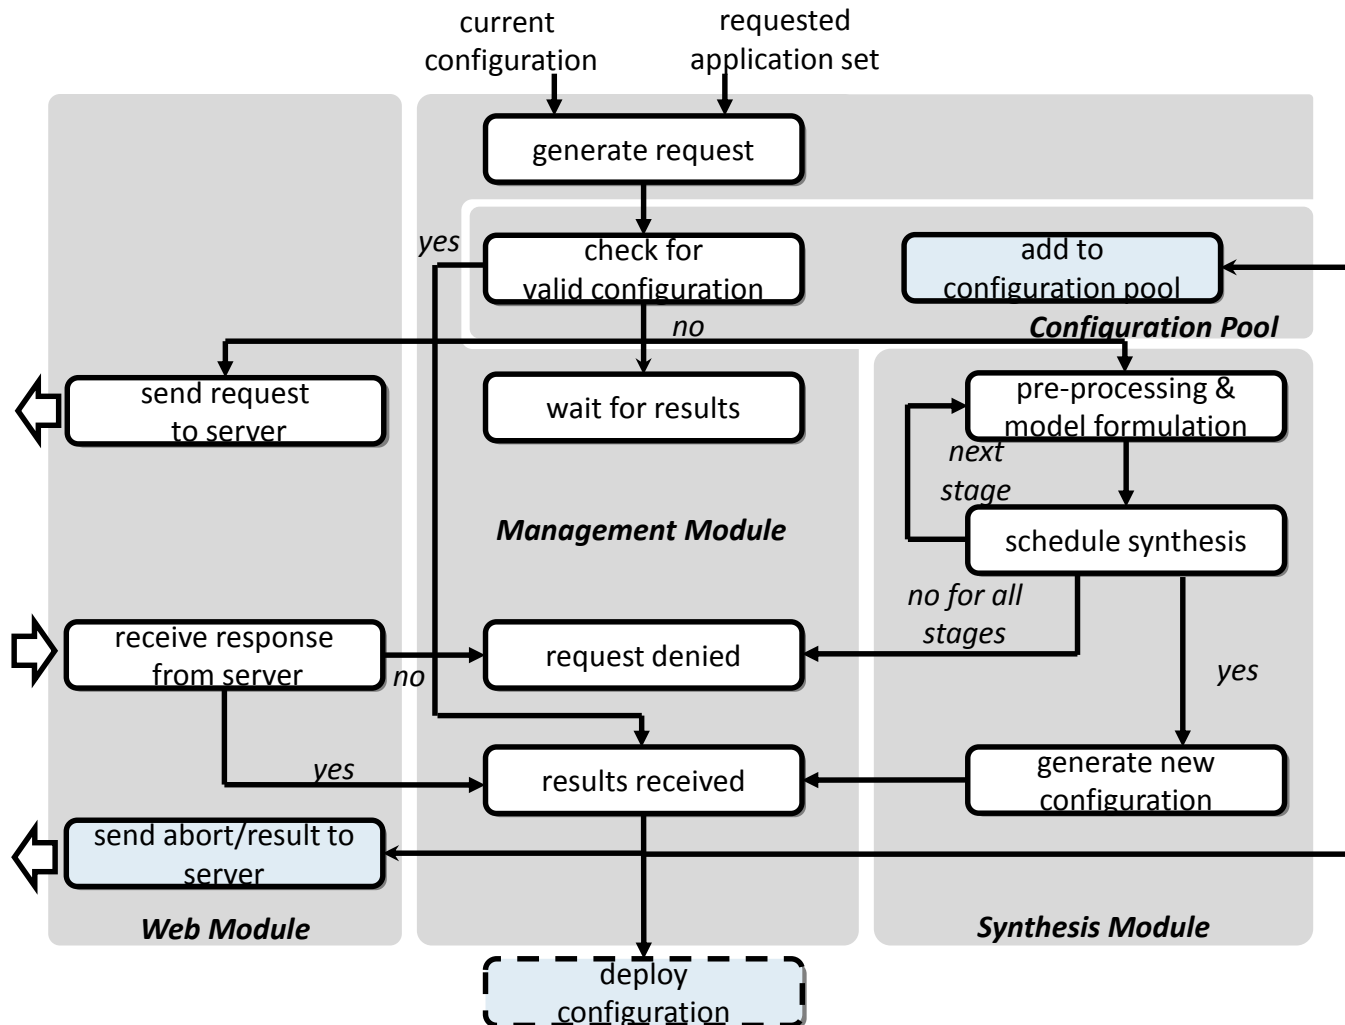 current
configuration
requested
application set
generate request
yes
check for
valid configuration
add to
configuration pool
no
Configuration Pool
send request
to server
wait for results
pre-processing &
model formulation
next
stage
Management Module
schedule synthesis
no for all
stages
receive response
from server
no
request denied
yes
yes
results received
generate new
configuration
send abort/result to
server
Web Module
Synthesis Module
deploy
configuration